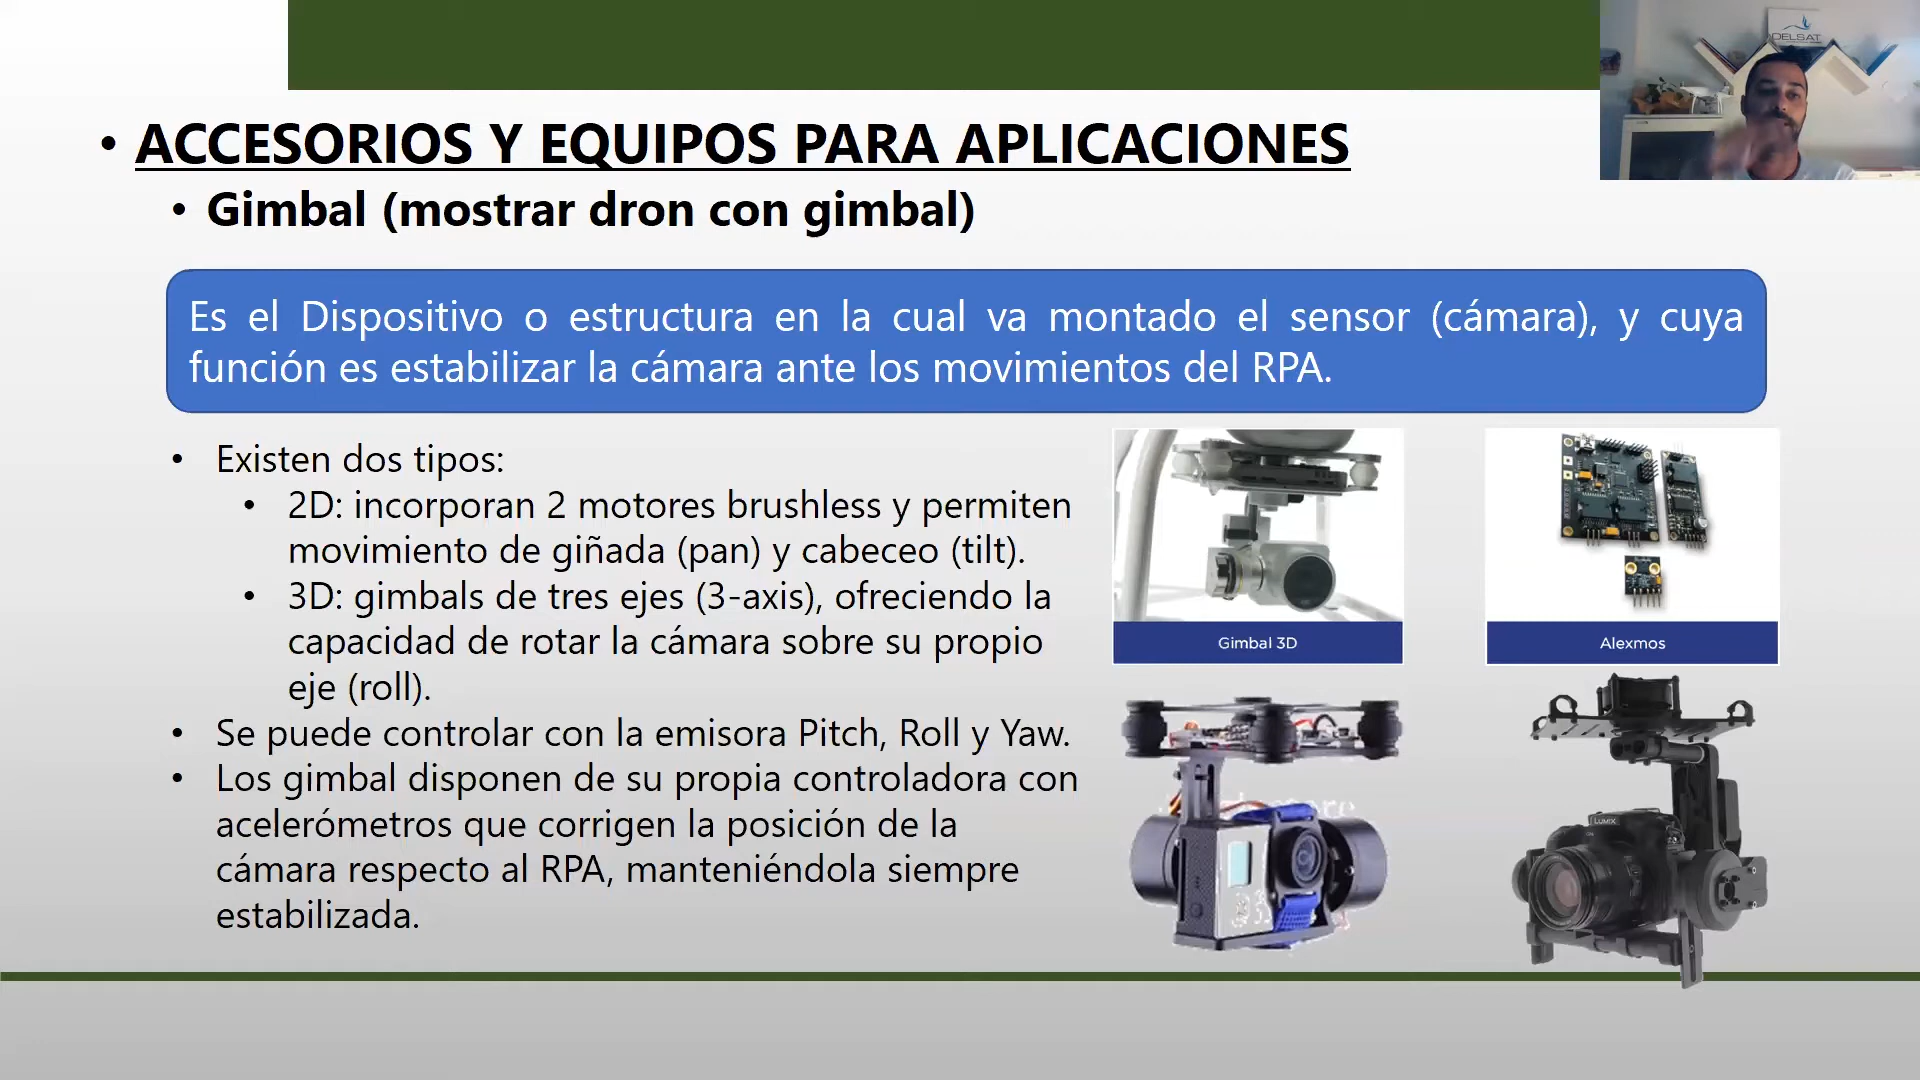 DELSAT
• ACCESORIOS Y EQUIPOS PARA APLICACIONES
• Gimbal (mostrar dron con gimbal)
Es el Dispositivo o estructura en la cual va montado el sensor (cámara), y cuya
función es estabilizar la cámara ante los movimientos del RPA.
• Existen dos tipos:
• 2D: incorporan 2 motores brushless y permiten
movimiento de giñada (pan) y cabeceo (tilt).
• 3D: gimbals de tres ejes (3-axis), ofreciendo la
capacidad de rotar la cámara sobre su propio
eje (roll).
• Se puede controlar con la emisora Pitch, Roll y Yaw.
• Los gimbal disponen de su propia controladora con
acelerómetros que corrigen la posición de la
cámara respecto al RPA, manteniéndola siempre
estabilizada.
Gimbal 3D
Alexmos
LUMIX